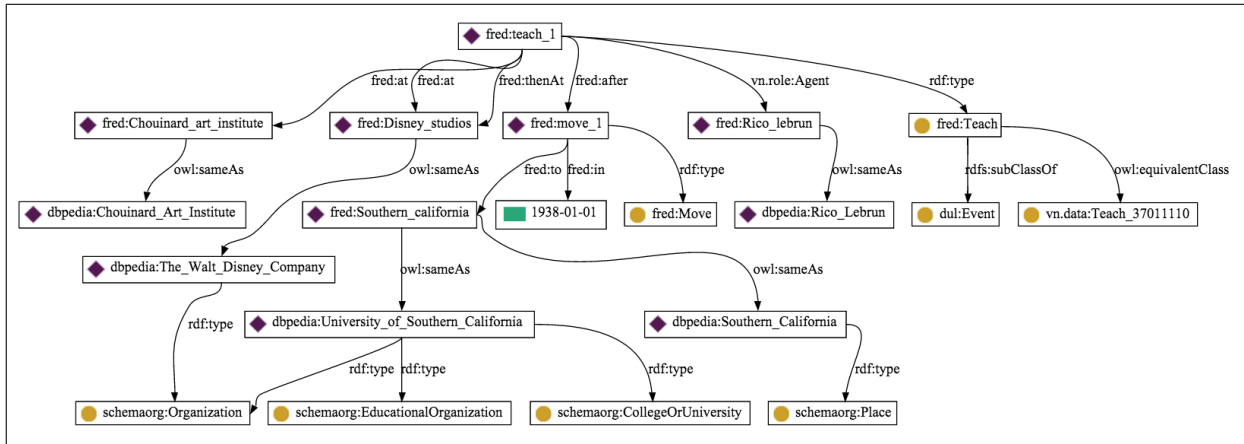 fred:teach_1
fred:at
fred:at
fred:thenAt
fred:after
vn.role:Agent
rdf:type
fred:Chouinard_art_institute
fred:Disney_studios
fred:move_1
fred:Rico_lebrun
fred:Teach
owl:sameAs
owl:sameAs
fred:to
fred:in
rdf:type
owl:sameAs
rdfs:subClassOf
owl:equivalentClass
dbpedia:Chouinard_Art_Institute
fred:Southern_california
1938-01-01
fred:Move
dbpedia:Rico_Lebrun
dul:Event
vn.data:Teach_37011110
dbpedia:The_Walt_Disney_Company
owl:sameAs
owl:sameAs
dbpedia:University_of_Southern_California
dbpedia:Southern_California
rdf:type
rdf:type
rdf:type
rdf:type
rdf:type
schemaorg:Organization
schemaorg:EducationalOrganization
schemaorg:CollegeOrUniversity
schemaorg:Place